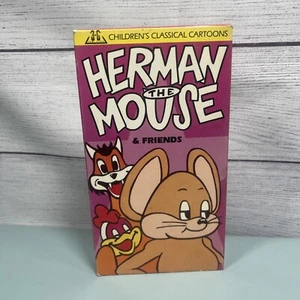 CHILDREN'S CLASSICAL CARTOONS
HERMAN
THE
MOUSE
& FRIENDS